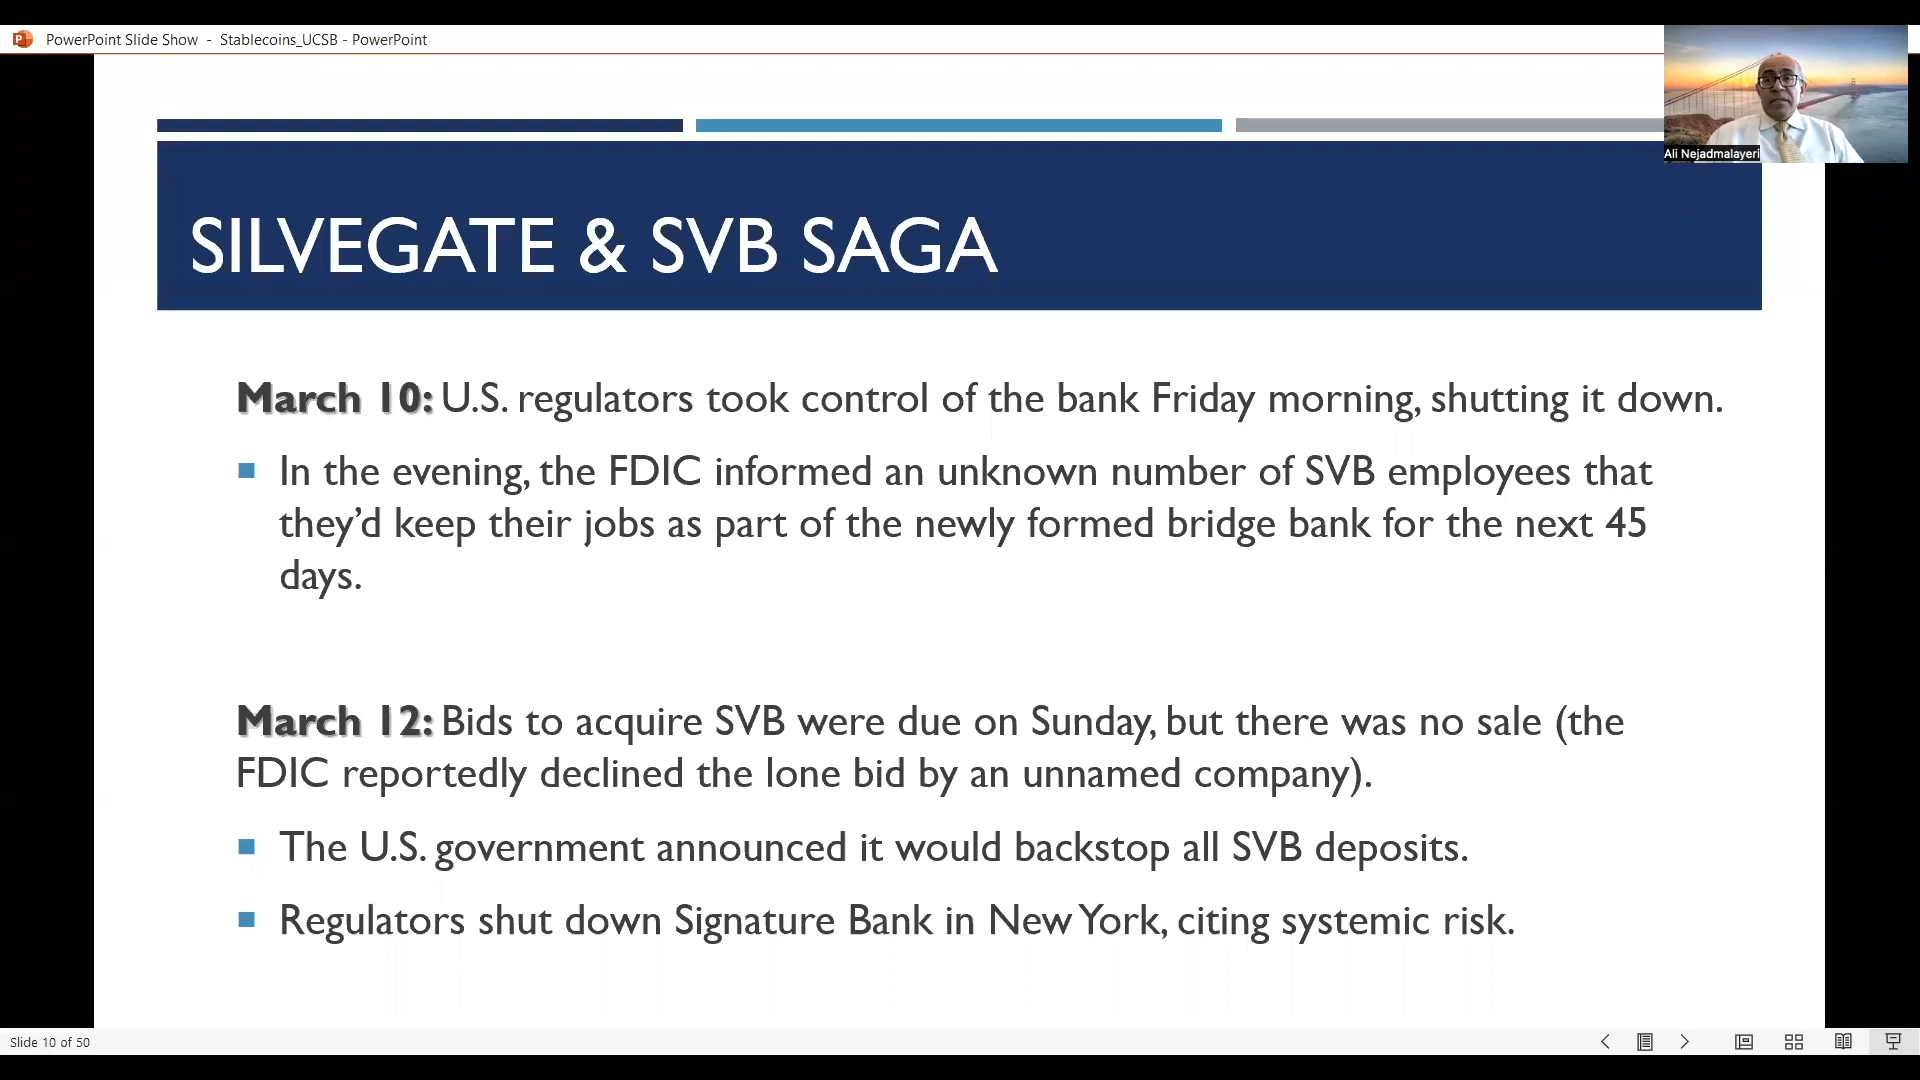 PowerPoint Slide Show - Stablecoins_UCSB - PowerPoint
Ali Nejadmalayeri
SILVEGATE & SVB SAGA
March 10: U.S. regulators took control of the bank Friday morning, shutting it down.
In the evening, the FDIC informed an unknown number of SVB employees that
they’d keep their jobs as part of the newly formed bridge bank for the next 45
days.
March 12: Bids to acquire SVB were due on Sunday, but there was no sale (the
FDIC reportedly declined the lone bid by an unnamed company).
The U.S. government announced it would backstop all SVB deposits.
Regulators shut down Signature Bank in New York, citing systemic risk.
Slide 10 of 50